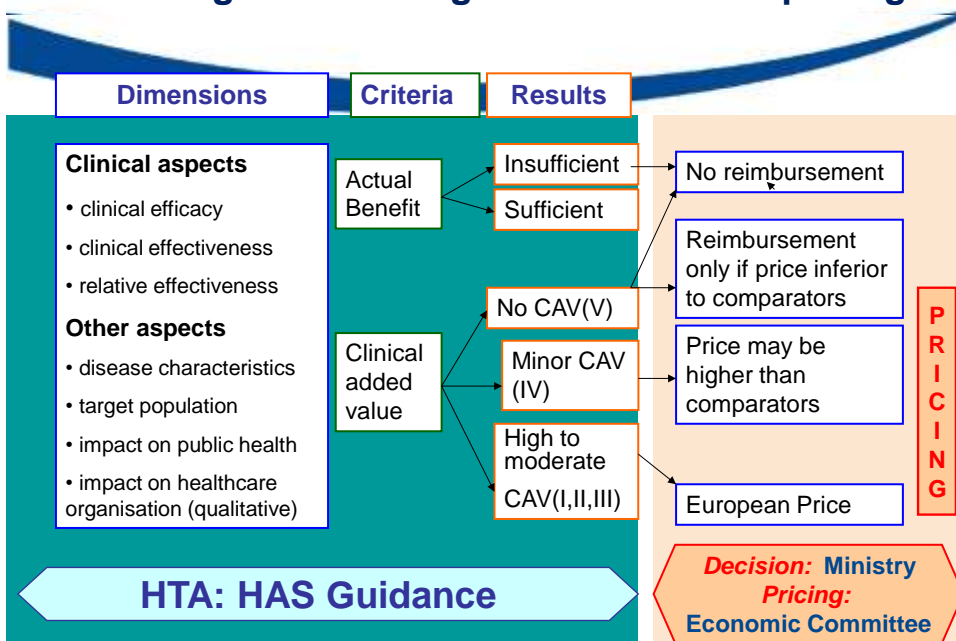 Dimensions
Criteria
Results
Clinical aspects
• clinical efficacy
• clinical effectiveness
• relative effectiveness
Other aspects
• disease characteristics
• target population
• impact on public health
• impact on healthcare
organisation (qualitative)
Actual
Benefit
Clinical
added
value
Insufficient
Sufficient
No CAV(V)
Minor CAV
(IV)
High to
moderate
CAV(I,II,III)
No reimbursement
Reimbursement
only if price inferior
to comparators
Price may be
higher than
comparators
European Price
P
R
I
C
I
N
G
HTA: HAS Guidance
Decision: Ministry
Pricing:
Economic Committee